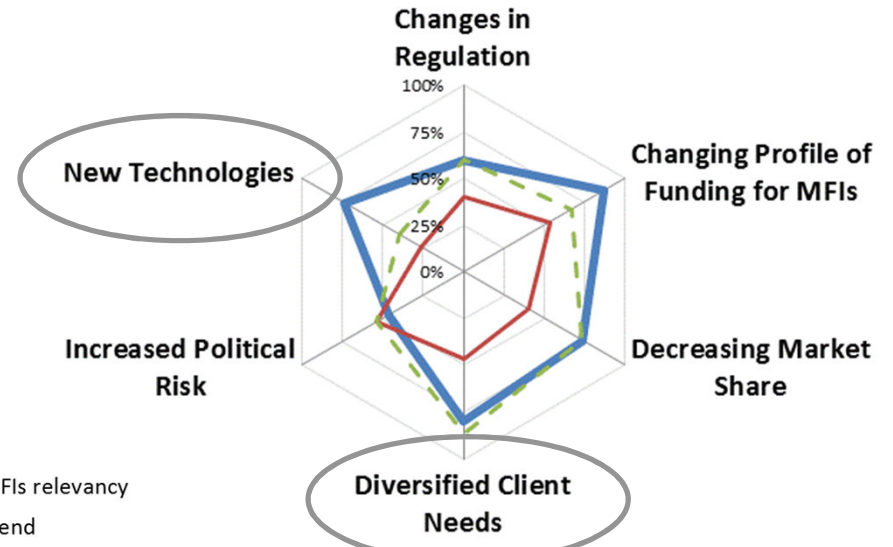 Changes in
Regulation
100%
75%
50%
25%
0%
New Technologies
Changing Profile of
Funding for MFIs
Increased Political
Risk
Decreasing Market
Share
Diversified Client
Needs
FIs relevancy
end